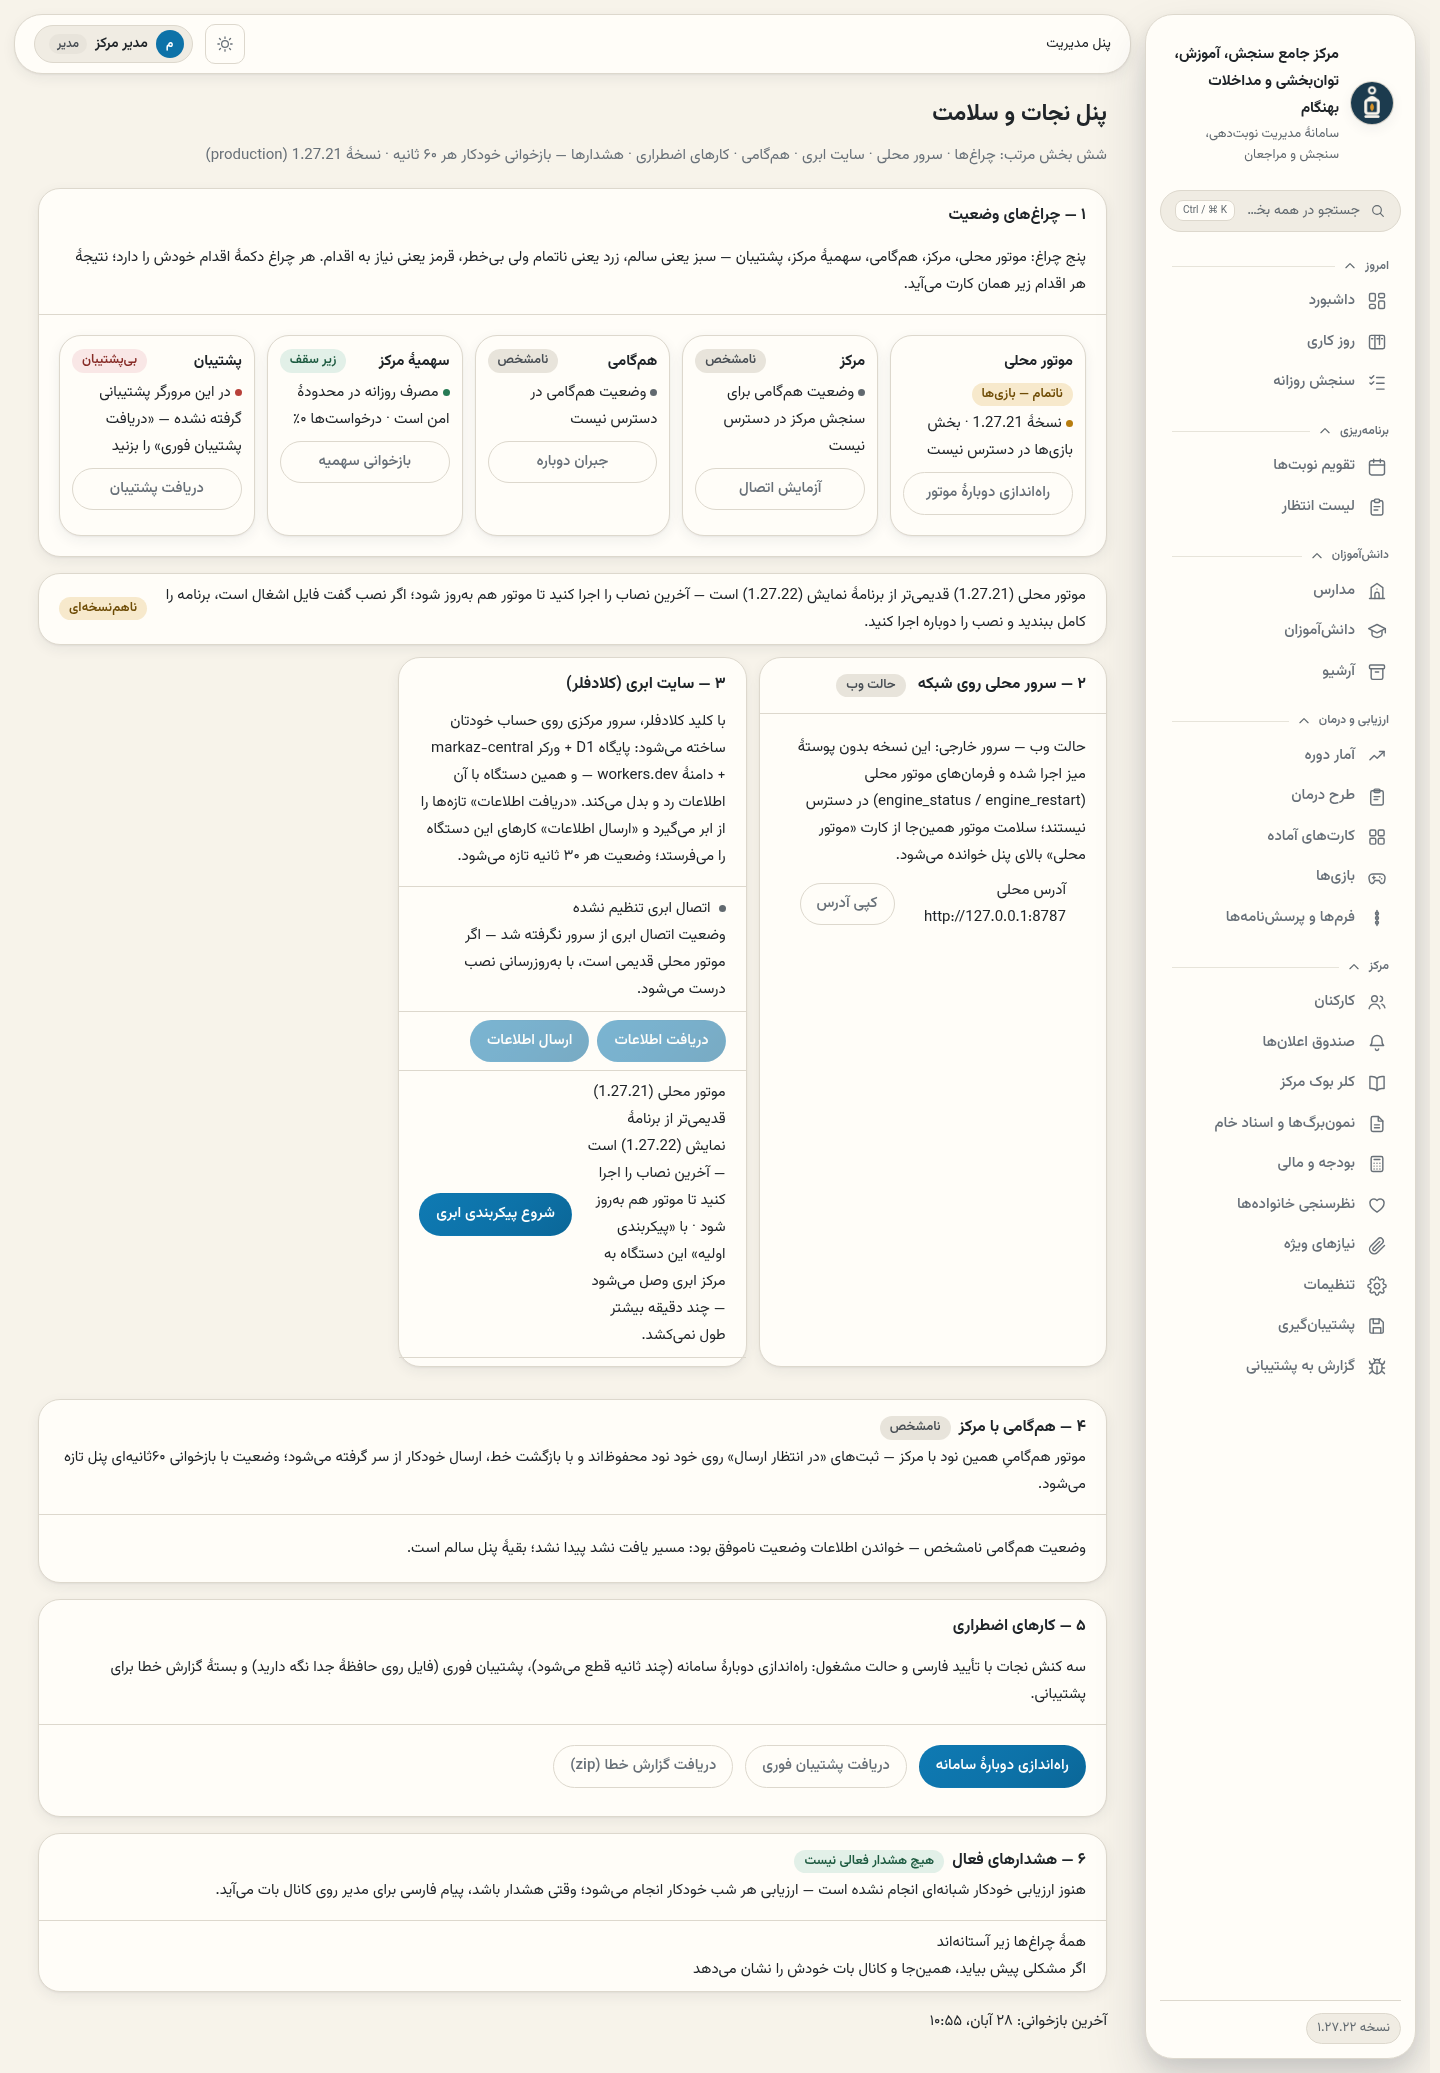 مرکز جامع سنجش، آموزش،
توان‌بخشی و مداخلات
بهنگام
سامانهٔ مدیریت نوبت‌دهی،
سنجش و مراجعان
جستجو در همه بخ...
Ctrl / ⌘ K
امروز
داشبورد
روز کاری
سنجش روزانه
برنامه‌ریزی
تقویم نوبت‌ها
لیست انتظار
دانش‌آموزان
مدارس
دانش‌آموزان
آرشیو
ارزیابی و درمان
آمار دوره
طرح درمان
کارت‌های آماده
بازی‌ها
فرم‌ها و پرسش‌نامه‌ها
مرکز
کارکنان
صندوق اعلان‌ها
کلر بوک مرکز
نمون‌برگ‌ها و اسناد خام
بودجه و مالی
نظرسنجی خانواده‌ها
نیازهای ویژه
تنظیمات
پشتیبان‌گیری
گزارش به پشتیبانی
نسخه ۱.۲۷.۲۲
پنل مدیریت
م
مدیر مرکز
مدیر
پنل نجات و سلامت
شش بخش مرتب: چراغ‌ها · سرور محلی · سایت ابری · هم‌گامی · کارهای اضطراری · هشدارها — بازخوانی خودکار هر ۶۰ ثانیه · نسخهٔ 1.27.21 (production)
۱ — چراغ‌های وضعیت
پنج چراغ: موتور محلی، مرکز، هم‌گامی، سهمیهٔ مرکز، پشتیبان — سبز یعنی سالم، زرد یعنی ناتمام ولی بی‌خطر، قرمز یعنی نیاز به اقدام. هر چراغ دکمهٔ اقدام خودش را دارد؛ نتیجهٔ
هر اقدام زیر همان کارت می‌آید.
موتور محلی
ناتمام — بازی‌ها
نسخهٔ 1.27.21 · بخش
بازی‌ها در دسترس نیست
راه‌اندازی دوبارهٔ موتور
مرکز
نامشخص
وضعیت هم‌گامی برای
سنجش مرکز در دسترس
نیست
آزمایش اتصال
هم‌گامی
نامشخص
وضعیت هم‌گامی در
دسترس نیست
جبران دوباره
سهمیهٔ مرکز
زیر سقف
مصرف روزانه در محدودهٔ
امن است · درخواست‌ها ۰٪
بازخوانی سهمیه
پشتیبان
بی‌پشتیبان
در این مرورگر پشتیبانی
گرفته نشده — «دریافت
پشتیبان فوری» را بزنید
دریافت پشتیبان
موتور محلی (1.27.21) قدیمی‌تر از برنامهٔ نمایش (1.27.22) است — آخرین نصاب را اجرا کنید تا موتور هم به‌روز شود؛ اگر نصب گفت فایل اشغال است، برنامه را
کامل ببندید و نصب را دوباره اجرا کنید.
ناهم‌نسخه‌ای
۲ — سرور محلی روی شبکه
حالت وب
حالت وب — سرور خارجی: این نسخه بدون پوستهٔ
میز اجرا شده و فرمان‌های موتور محلی
(engine_status / engine_restart) در دسترس
نیستند؛ سلامت موتور همین‌جا از کارت «موتور
محلی» بالای پنل خوانده می‌شود.
آدرس محلی
http://127.0.0.1:8787
کپی آدرس
۳ — سایت ابری (کلادفلر)
با کلید کلادفلر، سرور مرکزی روی حساب خودتان
ساخته می‌شود: پایگاه D1 + ورکر markaz-central
+ دامنهٔ workers.dev — و همین دستگاه با آن
اطلاعات رد و بدل می‌کند. «دریافت اطلاعات» تازه‌ها را
از ابر می‌گیرد و «ارسال اطلاعات» کارهای این دستگاه
را می‌فرستد؛ وضعیت هر ۳۰ ثانیه تازه می‌شود.
اتصال ابری تنظیم نشده
وضعیت اتصال ابری از سرور نگرفته شد — اگر
موتور محلی قدیمی است، با به‌روزرسانی نصب
درست می‌شود.
دریافت اطلاعات
ارسال اطلاعات
موتور محلی (1.27.21)
قدیمی‌تر از برنامهٔ
نمایش (1.27.22) است
— آخرین نصاب را اجرا
کنید تا موتور هم به‌روز
شود · با «پیکربندی
اولیه» این دستگاه به
مرکز ابری وصل می‌شود
— چند دقیقه بیشتر
طول نمی‌کشد.
شروع پیکربندی ابری
۴ — هم‌گامی با مرکز
نامشخص
موتور هم‌گامیِ همین نود با مرکز — ثبت‌های «در انتظار ارسال» روی خود نود محفوظ‌اند و با بازگشت خط، ارسال خودکار از سر گرفته می‌شود؛ وضعیت با بازخوانی ۶۰ثانیه‌ای پنل تازه
می‌شود.
وضعیت هم‌گامی نامشخص — خواندن اطلاعات وضعیت ناموفق بود: مسیر یافت نشد پیدا نشد؛ بقیهٔ پنل سالم است.
۵ — کارهای اضطراری
سه کنش نجات با تأیید فارسی و حالت مشغول: راه‌اندازی دوبارهٔ سامانه (چند ثانیه قطع می‌شود)، پشتیبان فوری (فایل روی حافظهٔ جدا نگه دارید) و بستهٔ گزارش خطا برای
پشتیبانی.
راه‌اندازی دوبارهٔ سامانه
دریافت پشتیبان فوری
دریافت گزارش خطا (zip)
۶ — هشدارهای فعال
هیچ هشدار فعالی نیست
هنوز ارزیابی خودکار شبانه‌ای انجام نشده است — ارزیابی هر شب خودکار انجام می‌شود؛ وقتی هشدار باشد، پیام فارسی برای مدیر روی کانال بات می‌آید.
همهٔ چراغ‌ها زیر آستانه‌اند
اگر مشکلی پیش بیاید، همین‌جا و کانال بات خودش را نشان می‌دهد
آخرین بازخوانی: ۲۸ آبان، ۱۰:۵۵